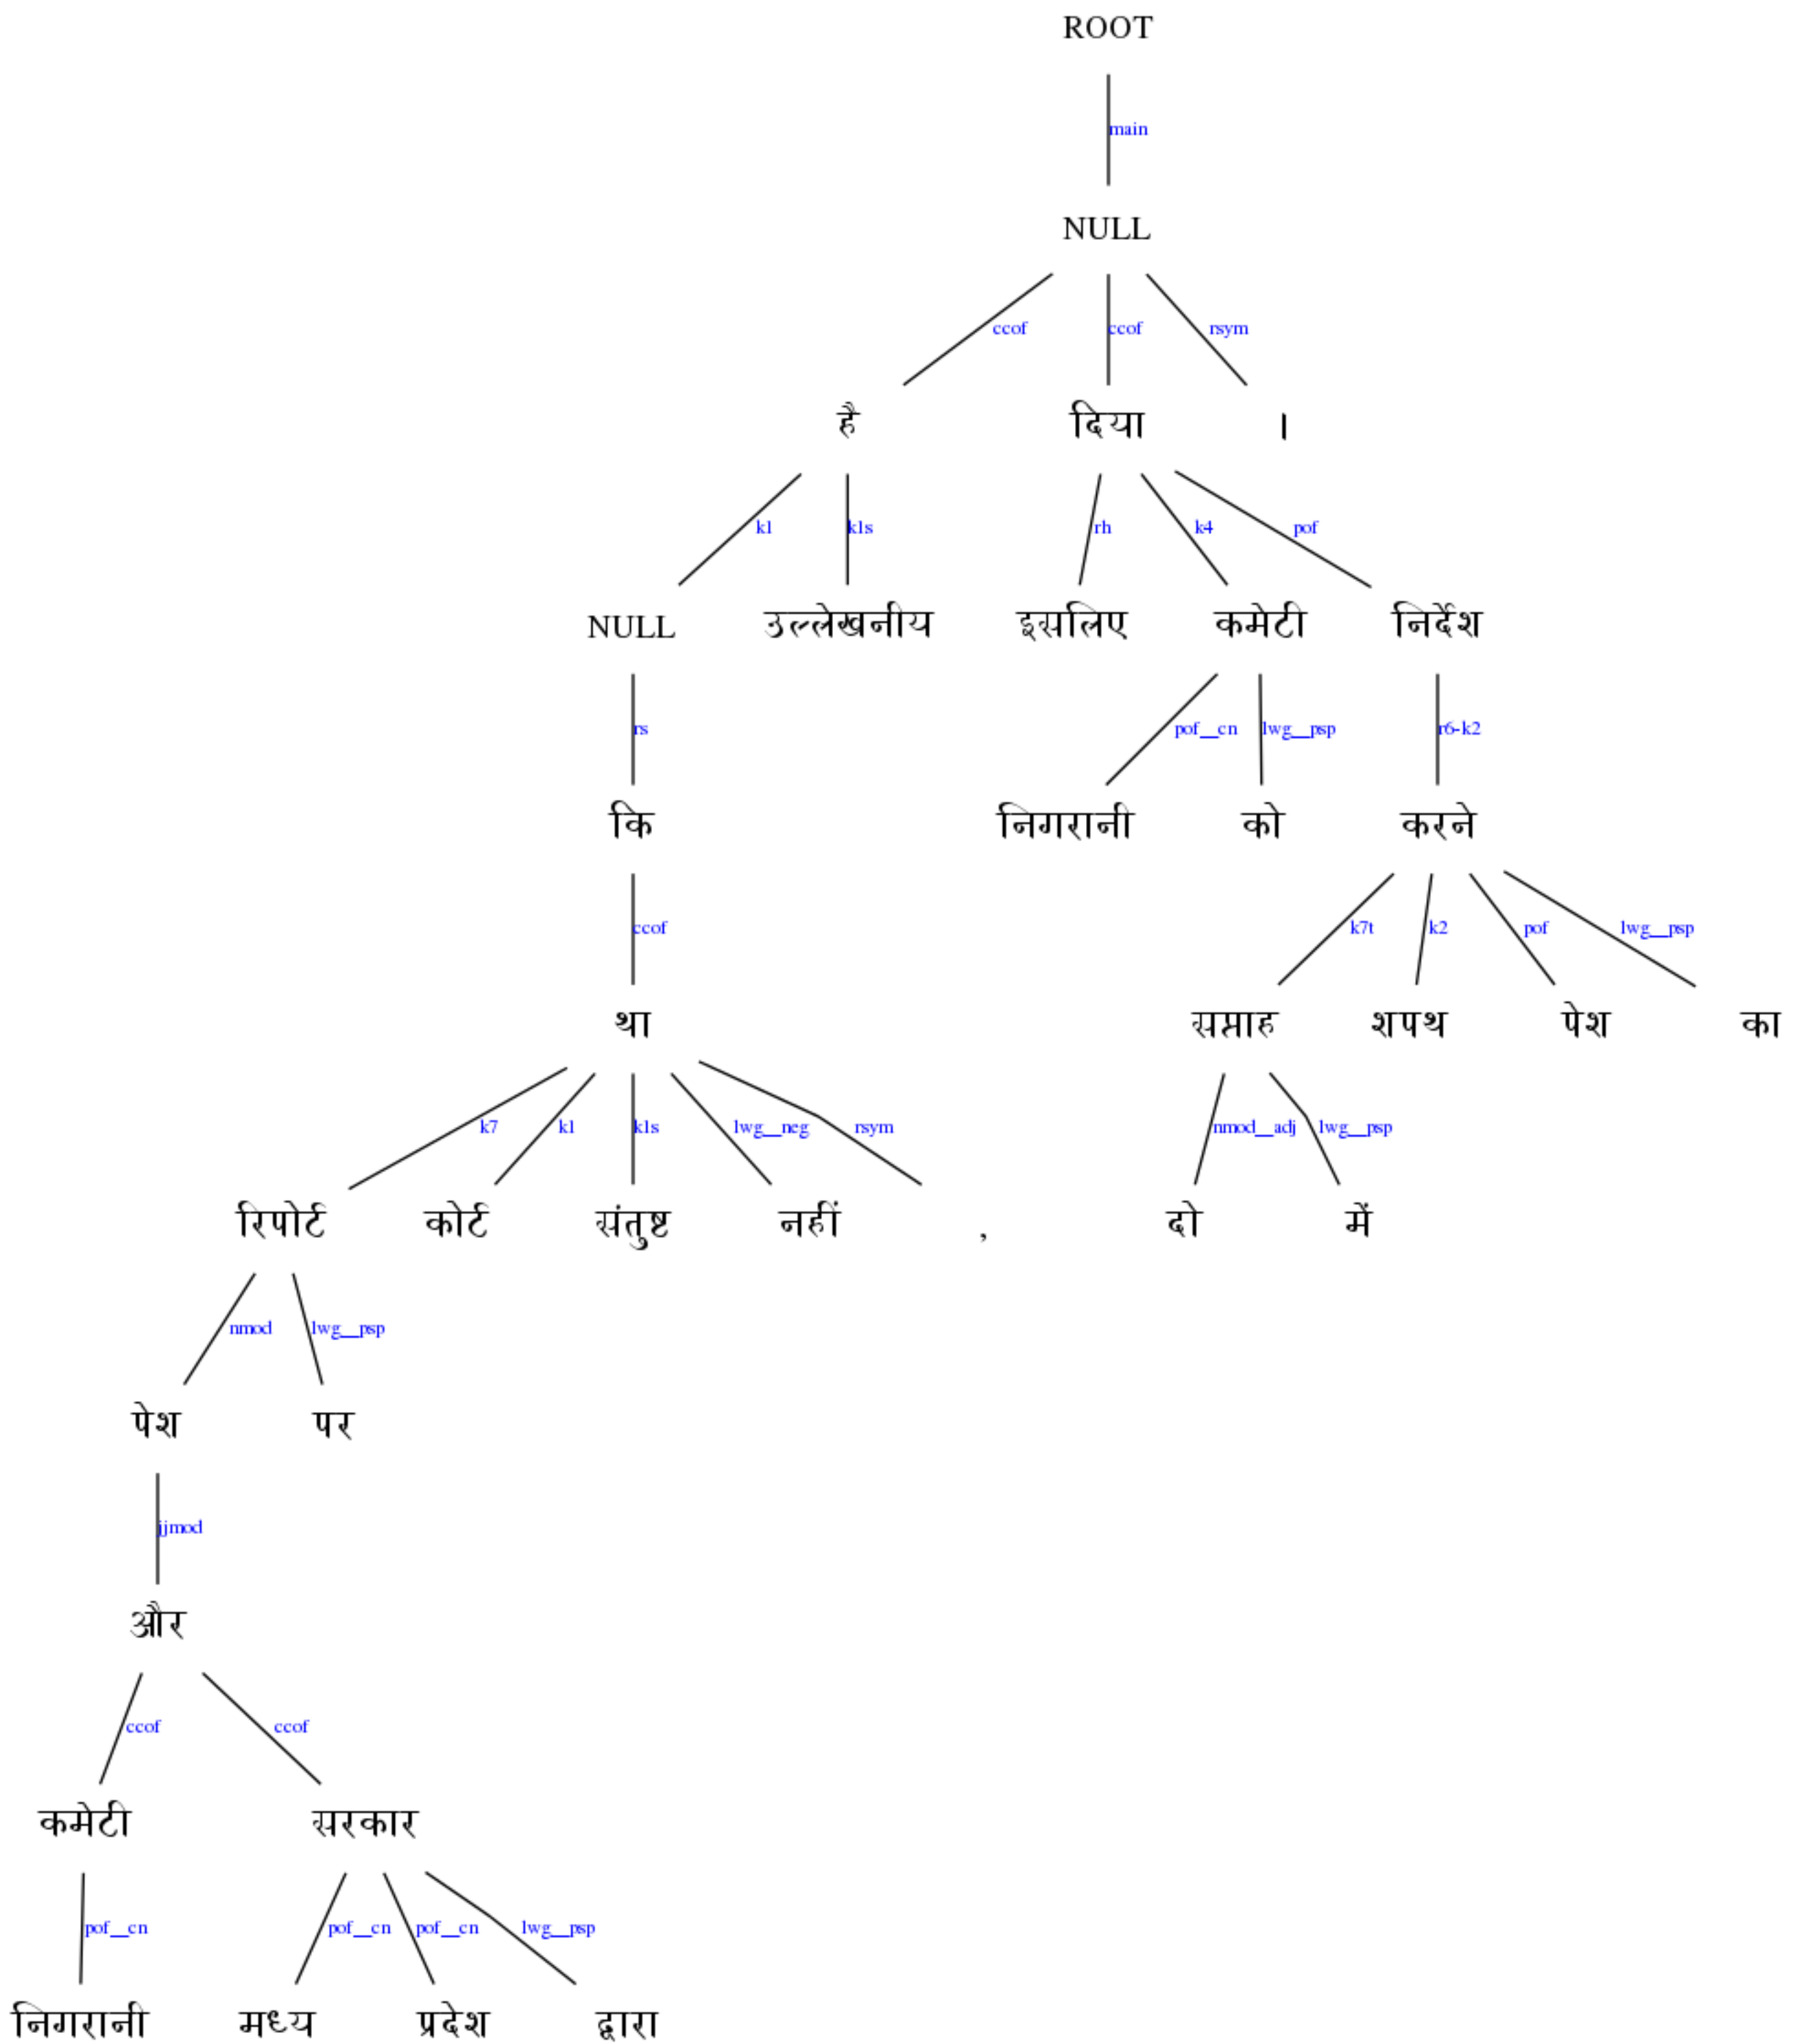 ROOT
main
NULL
ccof ccof rsym
है दिया ।
k1 k1s rh k4 pof
NULL उल्लेखनीय इसलिए कमेटी निर्देश
rs pof__cn lwg__psp r6-k2
कि निगरानी को करने
ccof k7t k2 pof lwg__psp
था सप्ताह शपथ पेश का
k7 k1 k1s lwg__neg rsym nmod__adj lwg__psp
रिपोर्ट कोर्ट संतुष्ट नहीं , दो में
nmod lwg__psp
पेश पर
jjmod
और
ccof ccof
कमेटी सरकार
pof__cn pof__cn pof__cn lwg__psp
निगरानी मध्य प्रदेश द्वारा